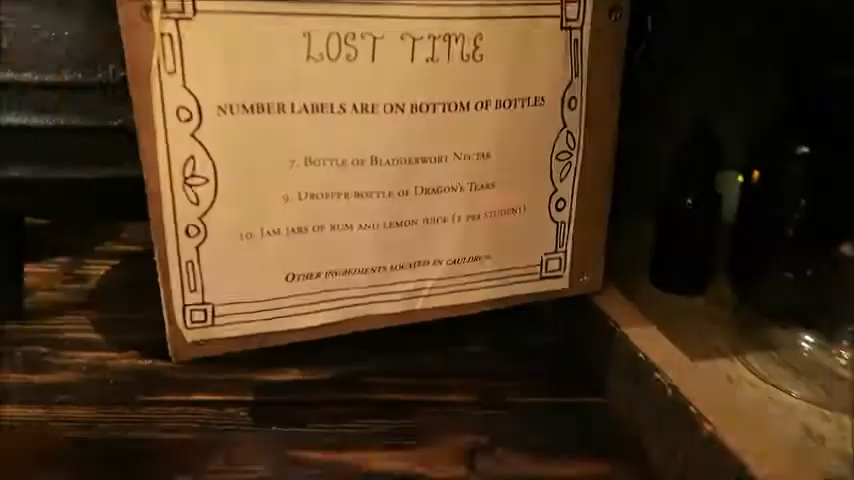 LOST TIME
NUMBER LABELS ARE ON BOTTOM OF BOTTLES
7. BOTTLE OF BLADDERWORT NECTAR
9. BOTTLE OF DRAGON'S TEARS
10. JAM JARS OF RUM AND LEMON JUICE (1 PER STUDENT)
OTHER INGREDIENTS LOCATED IN CAULDRON